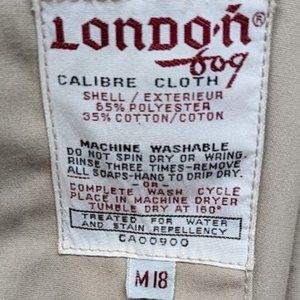 LONDON®
fog
CALIBRE CLOTH
SHELL / EXTERIEUR
65% POLYESTER
35% COTTON/COTON
MACHINE WASHABLE
DO NOT SPIN DRY OR WRING.
RINSE THREE TIMES-REMOVE
ALL SOAPS-HANG TO DRIP DRY.
-OR-
COMPLETE WASH CYCLE
PLACE IN MACHINE DRYER
TUMBLE DRY AT 160°
TREATED FOR WATER
AND STAIN REPELLENCY
CA00900
M18